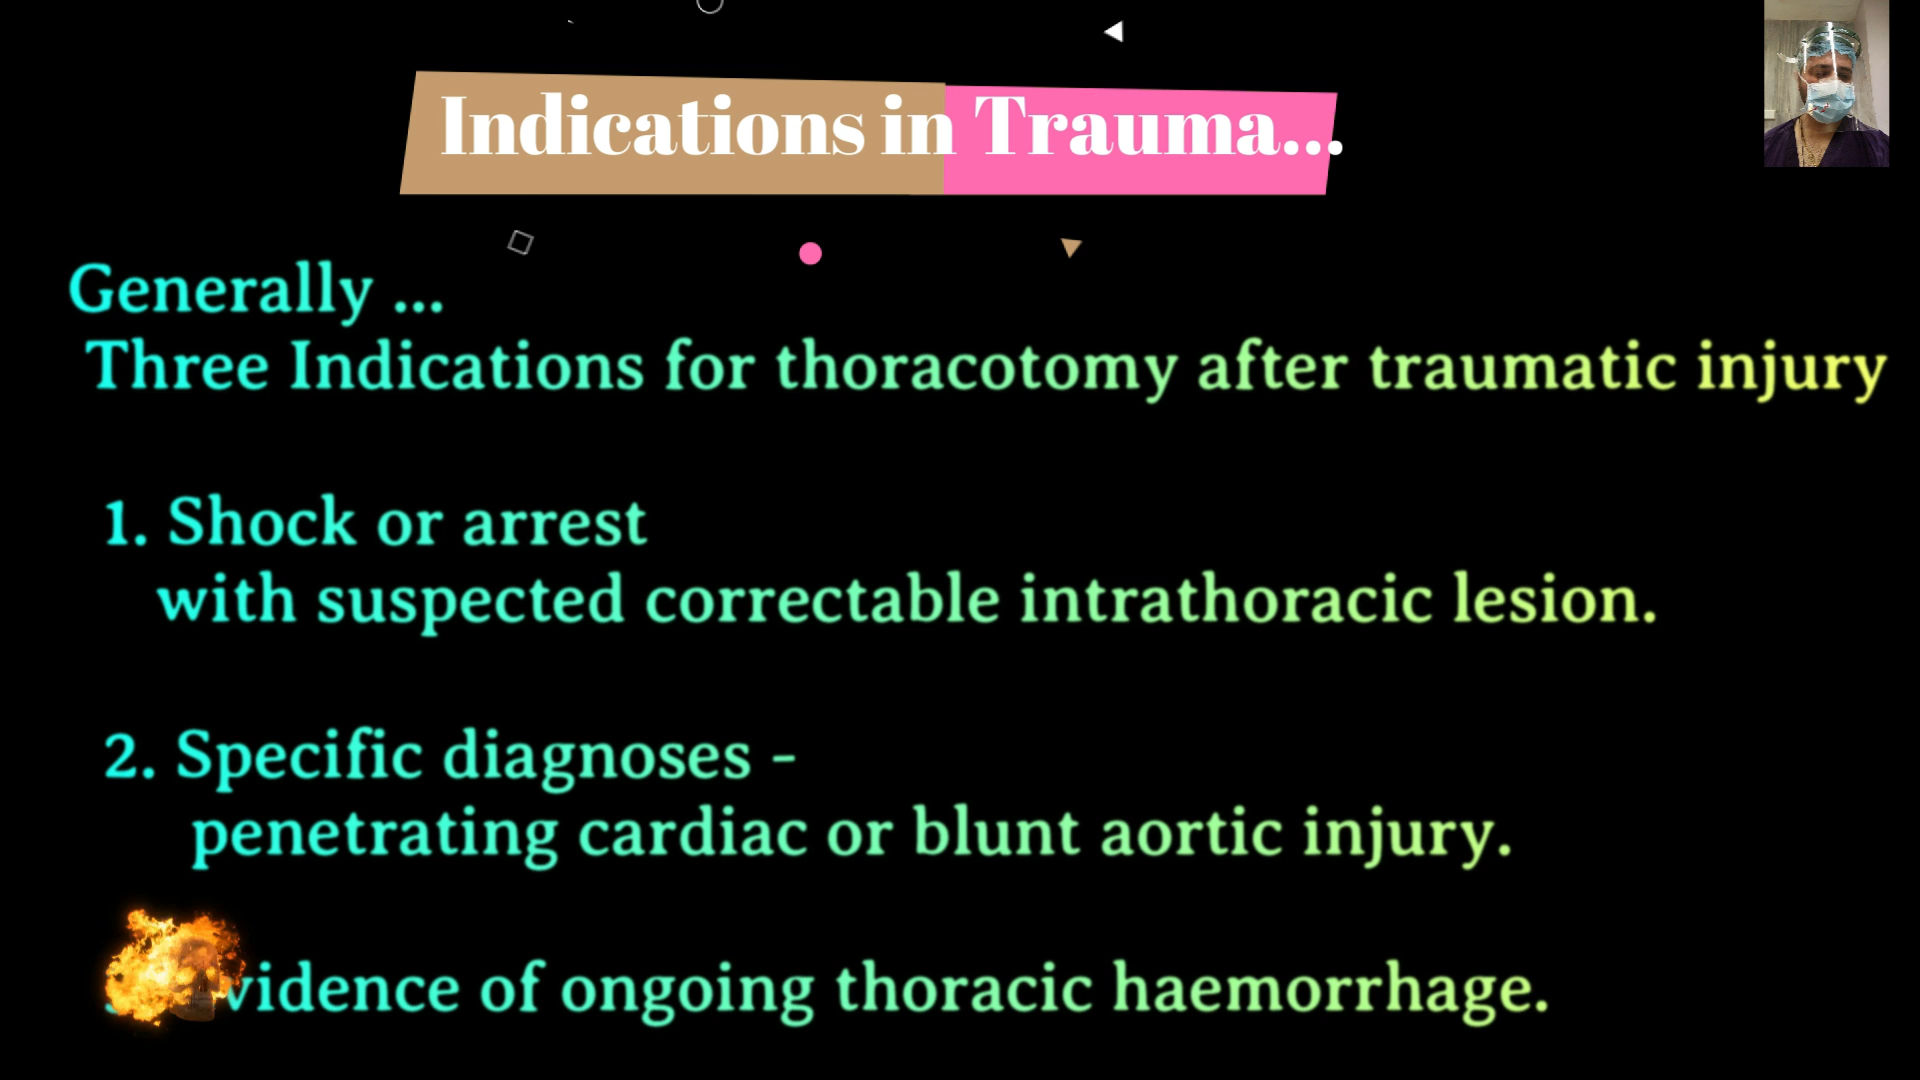 Indications in Trauma...
Generally ...
Three Indications for thoracotomy after traumatic injury
1. Shock or arrest
with suspected correctable intrathoracic lesion.
2. Specific diagnoses -
penetrating cardiac or blunt aortic injury.
of ongoing thoracic haemorrhage.